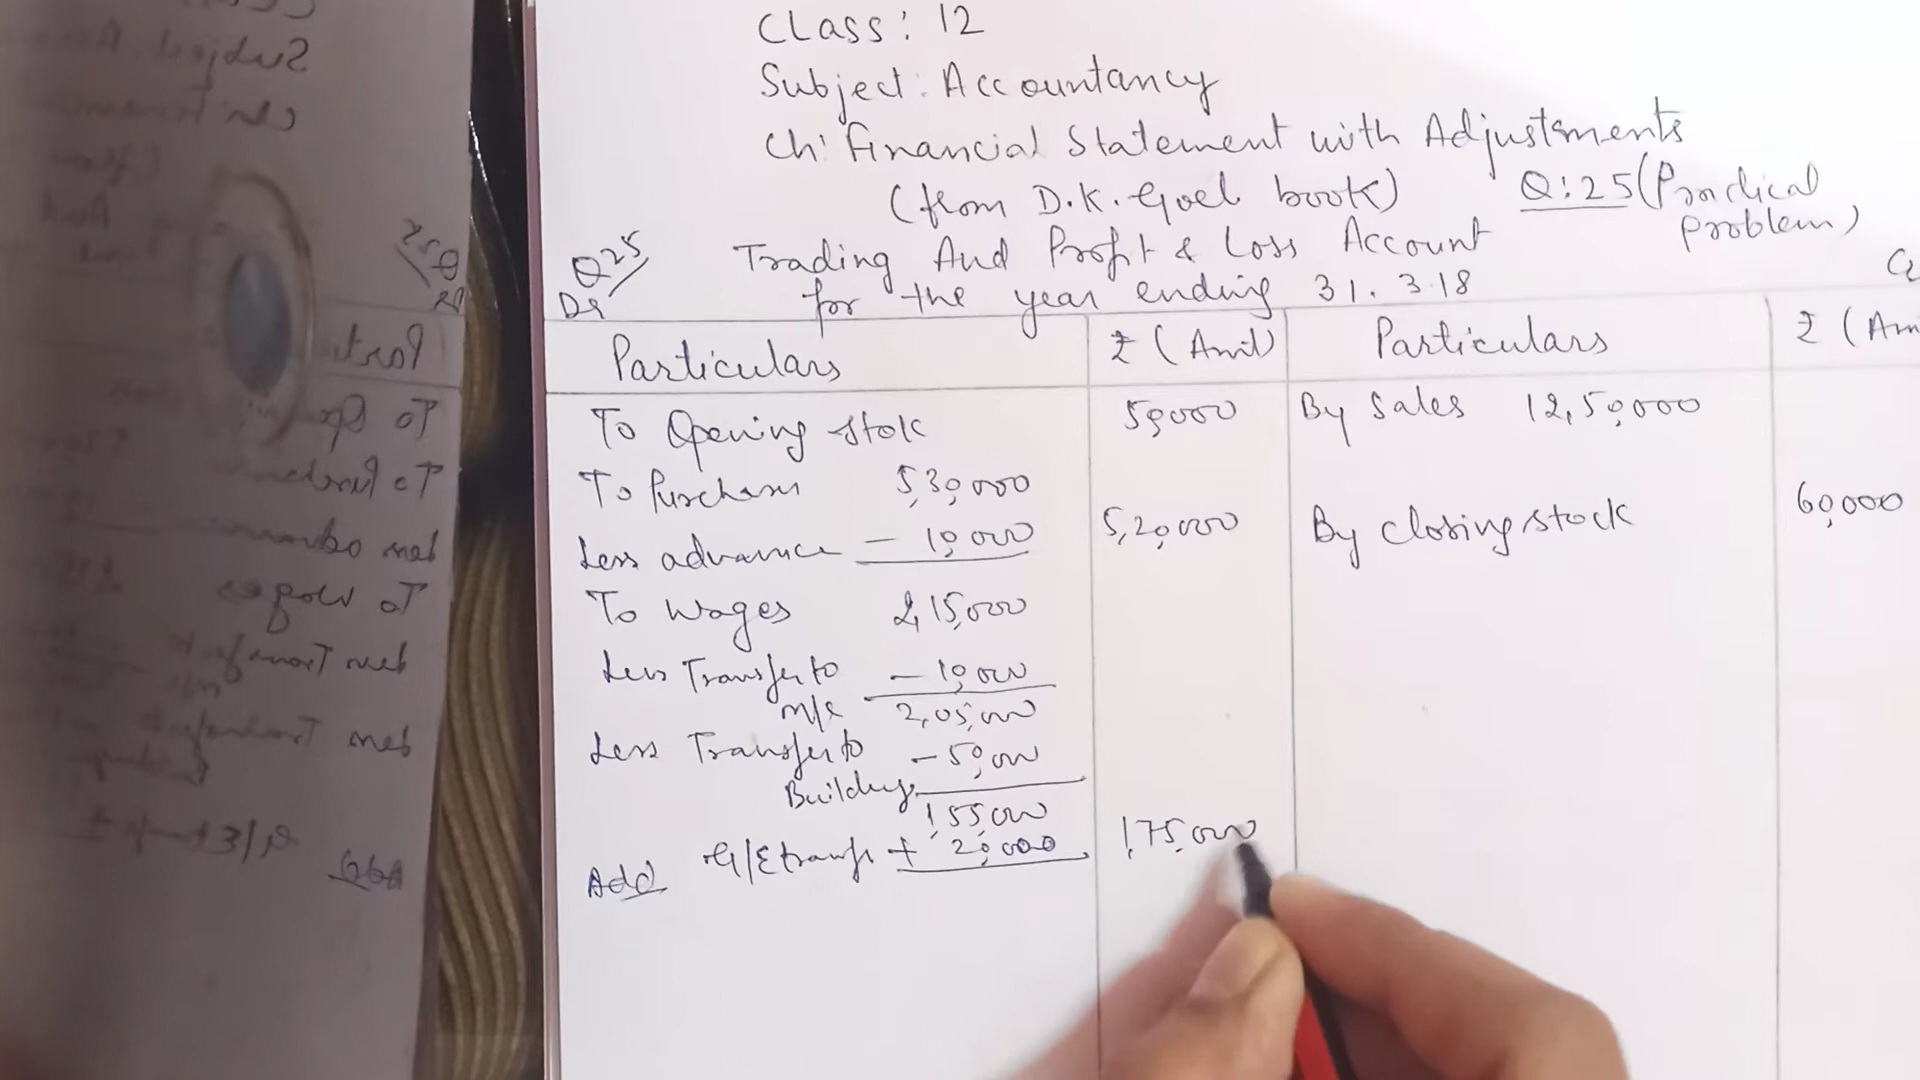 Class: 12
Subject: Accountancy
Ch: Financial Statement with Adjustments
(from D.K. Goel book) Q:25 (Practical problem)
Q25 Trading And Profit & Loss Account
Dr for the year ending 31.3.18
Particulars ₹ (Amt) Particulars ₹ (Am
To Opening stok 50,000 By Sales 12,50,000
To Purchases 5,30,000
Less advance - 10,000 5,20,000 By closing stock 60,000
To Wages 2,15,000
Less Transfer to - 10,000
m/c 2,05,000
Less Transfer to - 50,000
Building 1,55,000
Add G/E transfr + 20,000 1,75,000